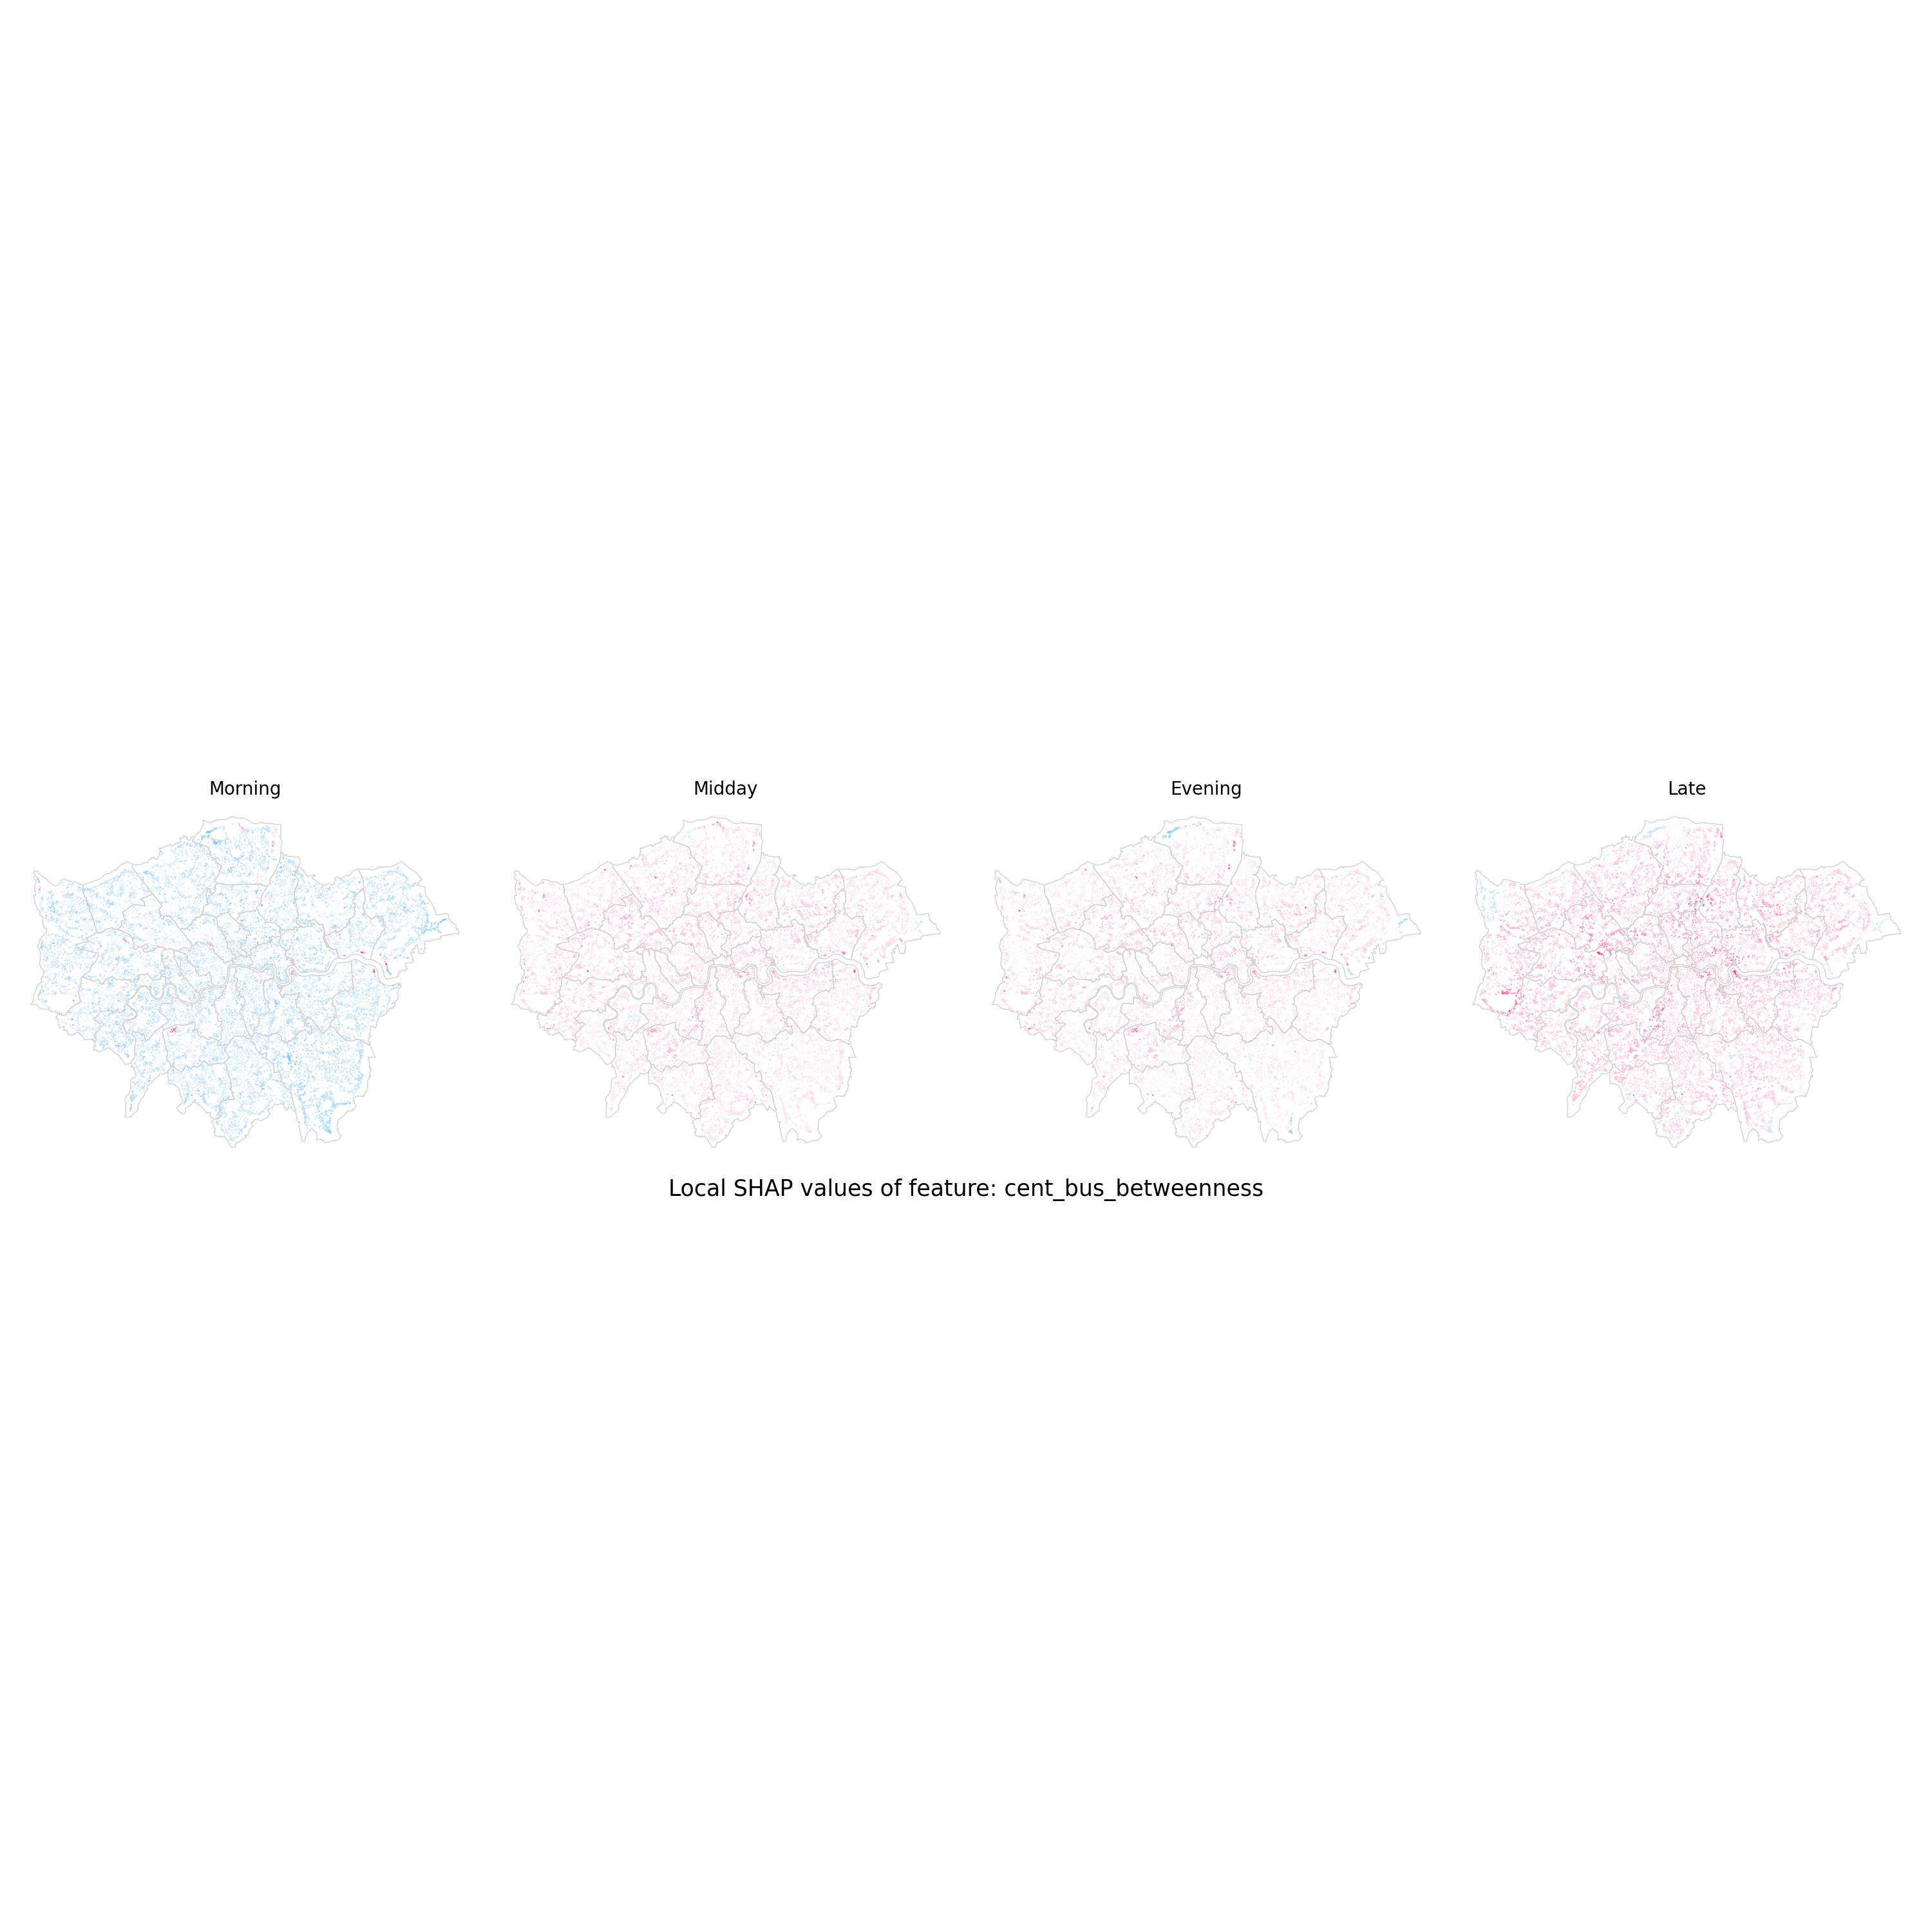 Morning
Midday
Evening
Late
Local SHAP values of feature: cent_bus_betweenness